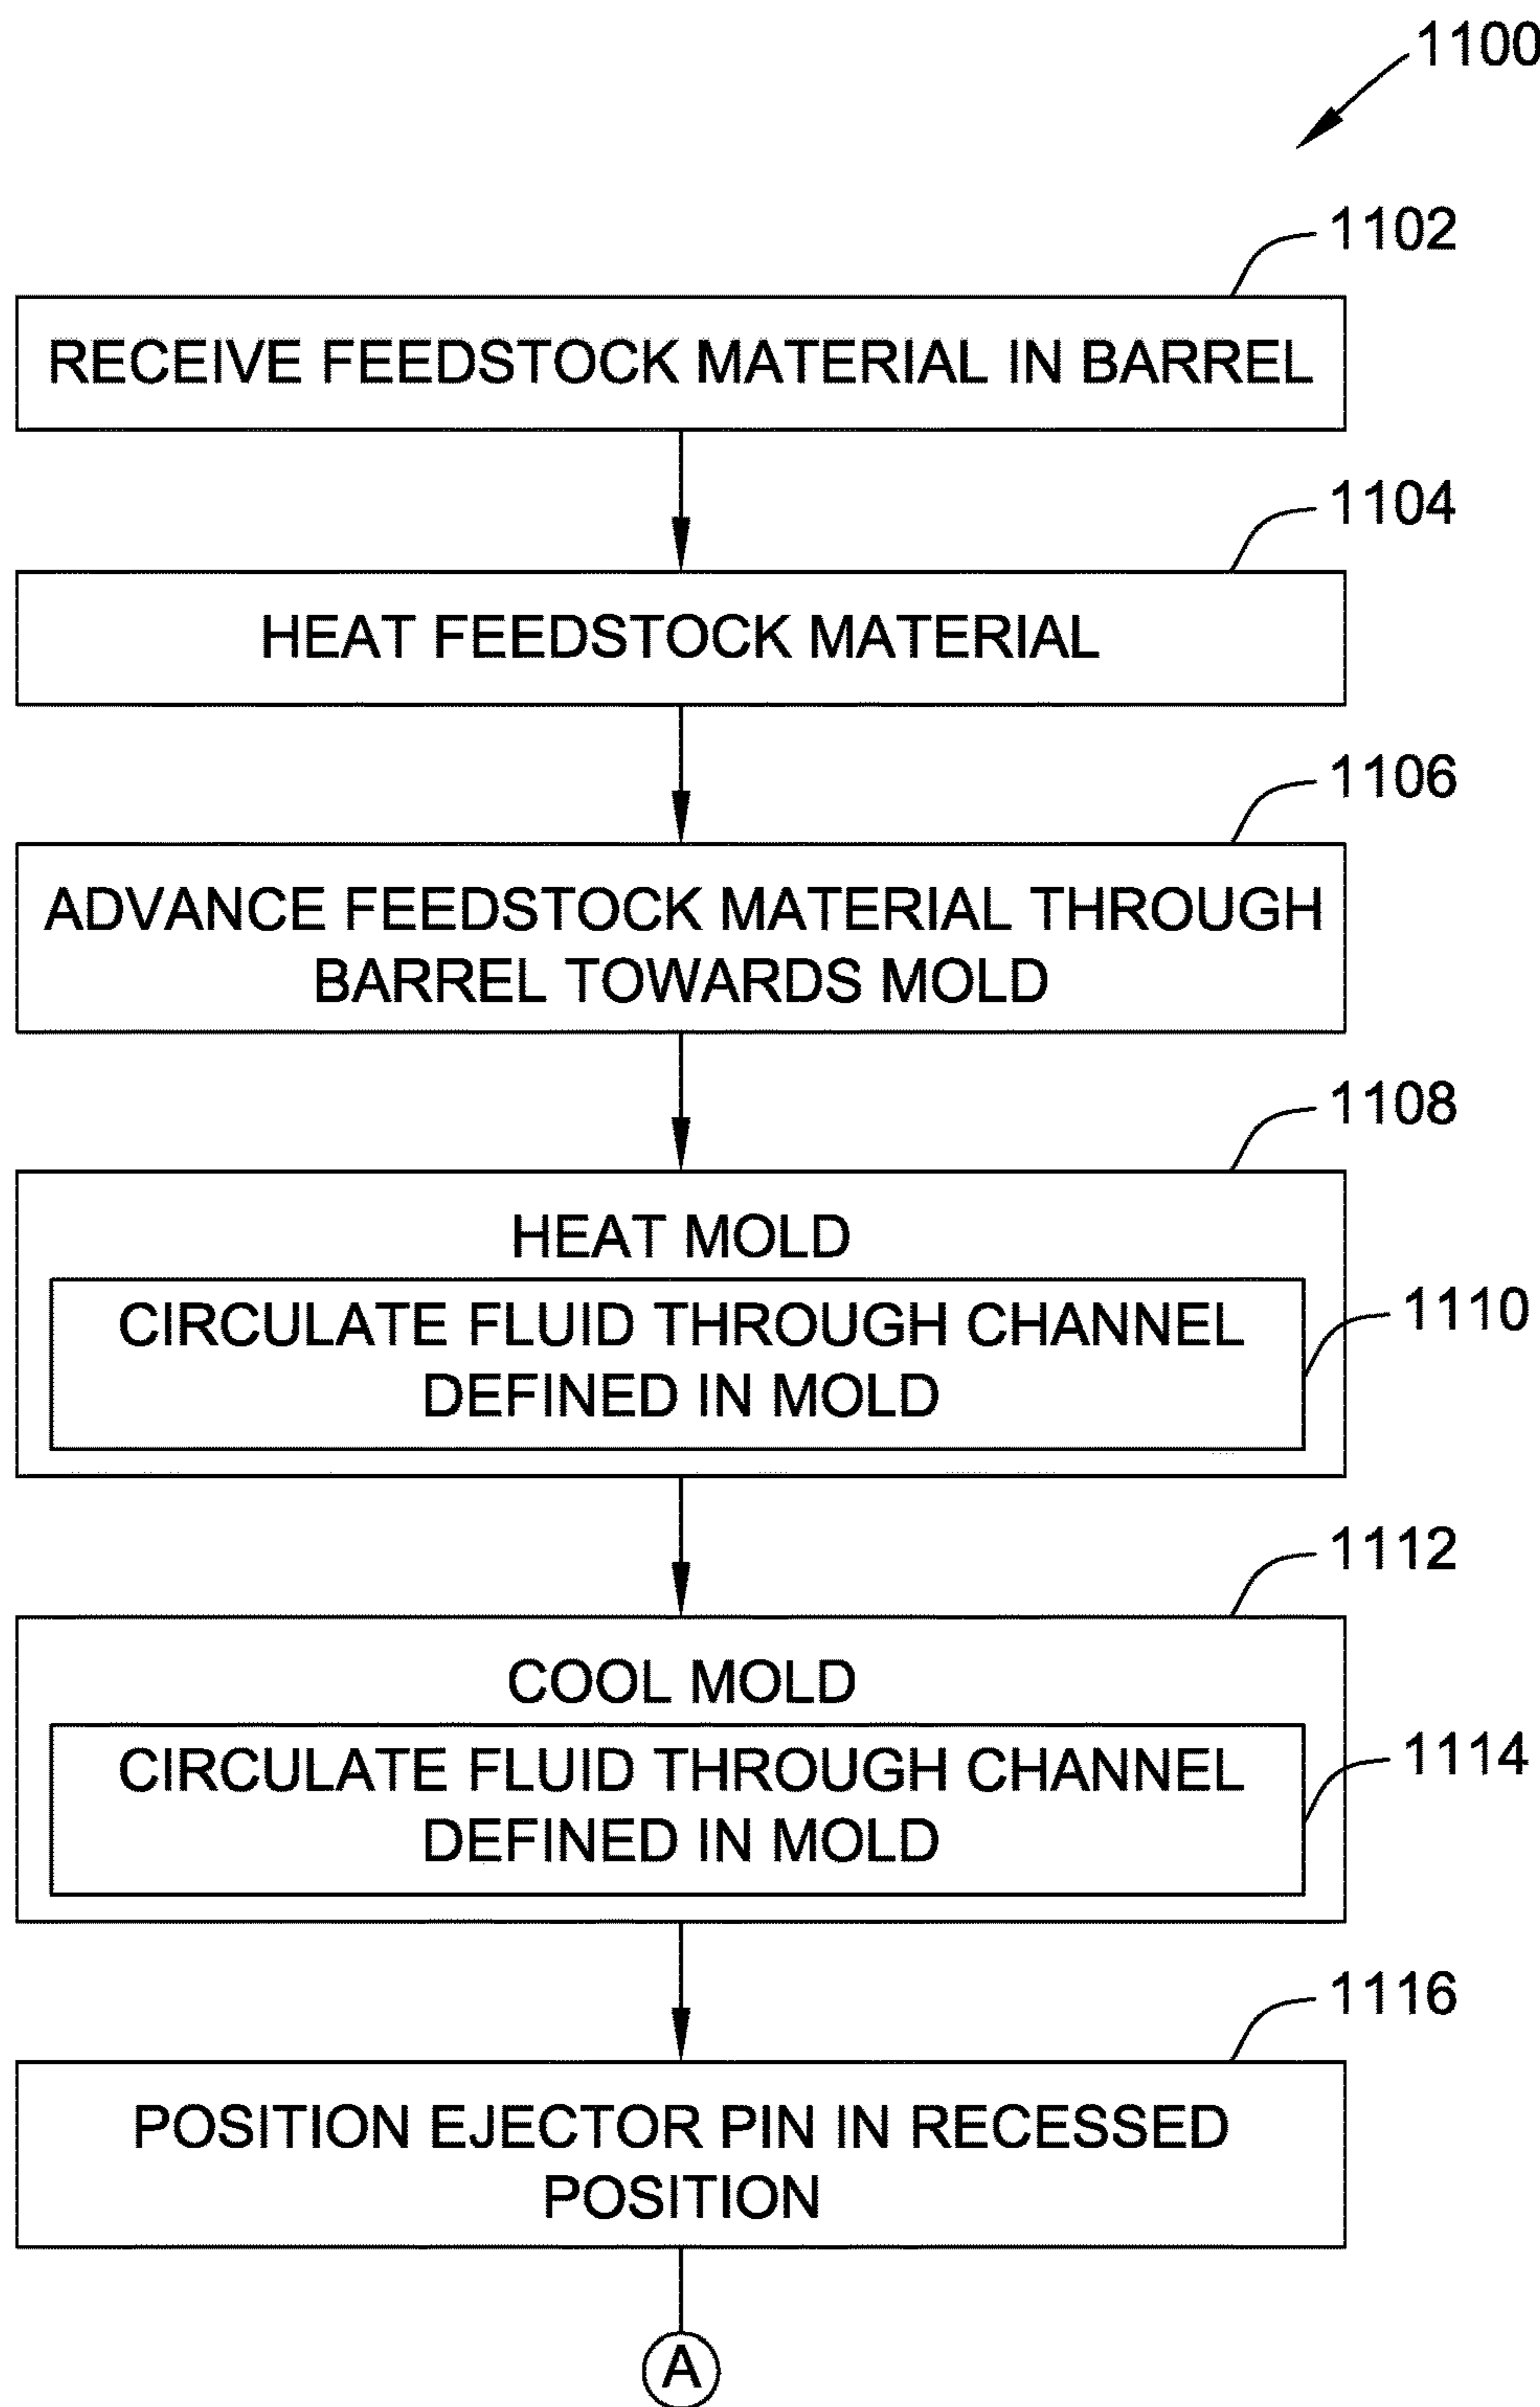 1100
1102
RECEIVE FEEDSTOCK MATERIAL IN BARREL
1104
HEAT FEEDSTOCK MATERIAL
1106
ADVANCE FEEDSTOCK MATERIAL THROUGH
BARREL TOWARDS MOLD
1108
HEAT MOLD
1110
CIRCULATE FLUID THROUGH CHANNEL
DEFINED IN MOLD
1112
COOL MOLD
1114
CIRCULATE FLUID THROUGH CHANNEL
DEFINED IN MOLD
1116
POSITION EJECTOR PIN IN RECESSED
POSITION
A